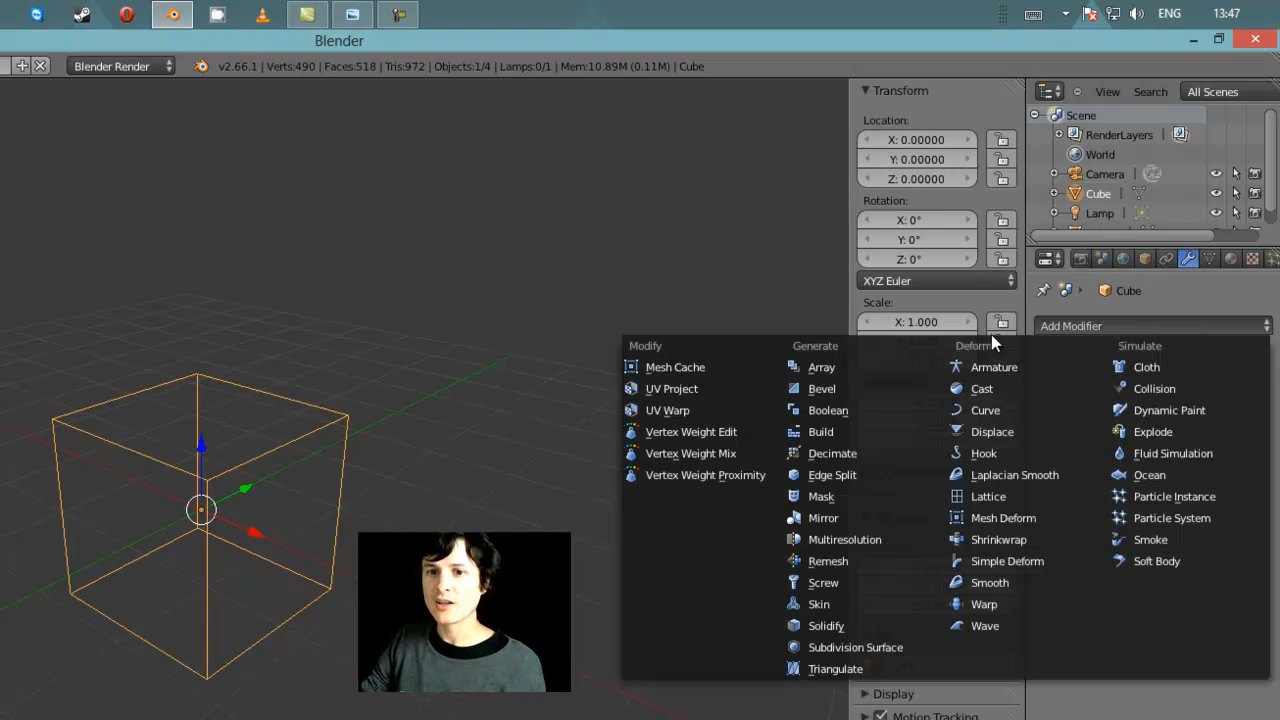 ENG
13:47
Blender
Blender Render
v2.66.1 | Verts:490 | Faces:518 | Tris:972 | Objects:1/4 | Lamps:0/1 | Mem:10.89M (0.11M) | Cube
Transform
Location:
X: 0.00000
Y: 0.00000
Z: 0.00000
Rotation:
X: 0°
Y: 0°
Z: 0°
XYZ Euler
Scale:
X: 1.000
View
Search
All Scenes
Scene
RenderLayers
World
Camera
Cube
Lamp
Cube
Add Modifier
Modify
Mesh Cache
UV Project
UV Warp
Vertex Weight Edit
Vertex Weight Mix
Vertex Weight Proximity
Generate
Array
Bevel
Boolean
Build
Decimate
Edge Split
Mask
Mirror
Multiresolution
Remesh
Screw
Skin
Solidify
Subdivision Surface
Triangulate
Deform
Armature
Cast
Curve
Displace
Hook
Laplacian Smooth
Lattice
Mesh Deform
Shrinkwrap
Simple Deform
Smooth
Warp
Wave
Simulate
Cloth
Collision
Dynamic Paint
Explode
Fluid Simulation
Ocean
Particle Instance
Particle System
Smoke
Soft Body
Display
Motion Tracking